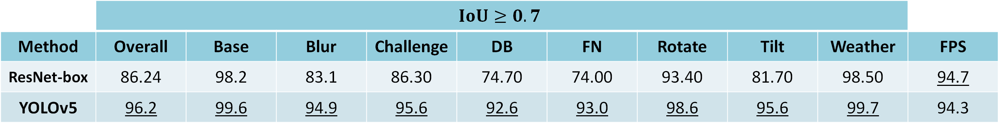 IoU ≥ 0.7
Method Overall Base Blur Challenge DB FN Rotate Tilt Weather FPS
ResNet-box 86.24 98.2 83.1 86.30 74.70 74.00 93.40 81.70 98.50 94.7
YOLOv5 96.2 99.6 94.9 95.6 92.6 93.0 98.6 95.6 99.7 94.3